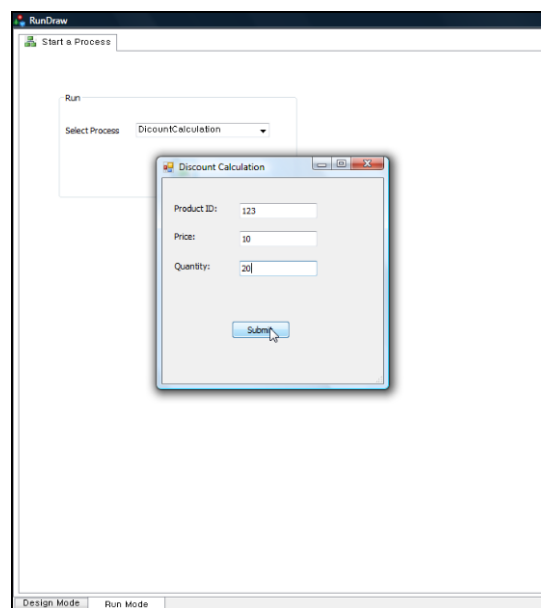 RunDraw
Start a Process
Run
Select Process DicountCalculation
Discount Calculation
Product ID: 123
Price: 10
Quantity: 20
Submit
Design Mode Run Mode